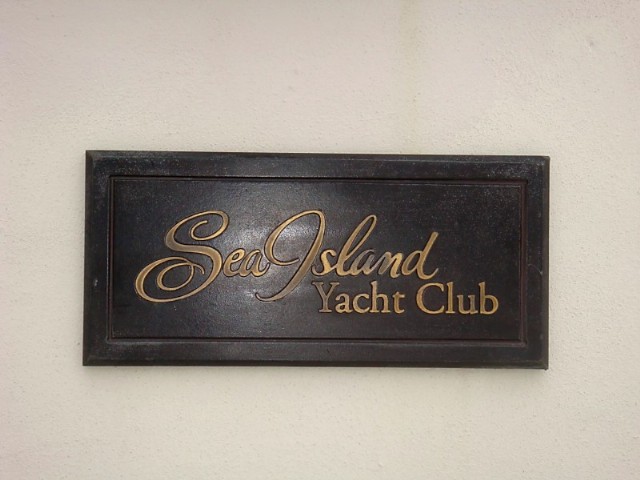 Sea Island
Yacht Club